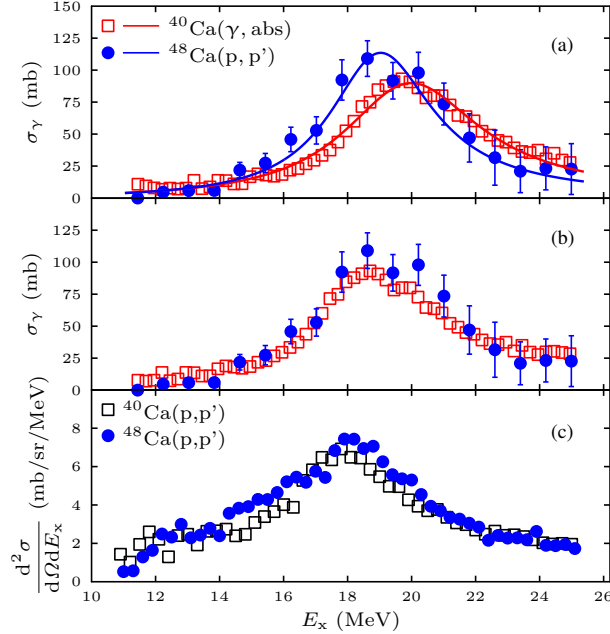 150
125
100
75
50
25
0
σγ (mb)
⁴⁰Ca(γ, abs)
⁴⁸Ca(p, p')
(a)
125
100
75
50
25
0
σγ (mb)
(b)
8
6
4
2
0
d²σ/dΩdEₓ (mb/sr/MeV)
⁴⁰Ca(p,p')
⁴⁸Ca(p,p')
(c)
10 12 14 16 18 20 22 24 26
Eₓ (MeV)